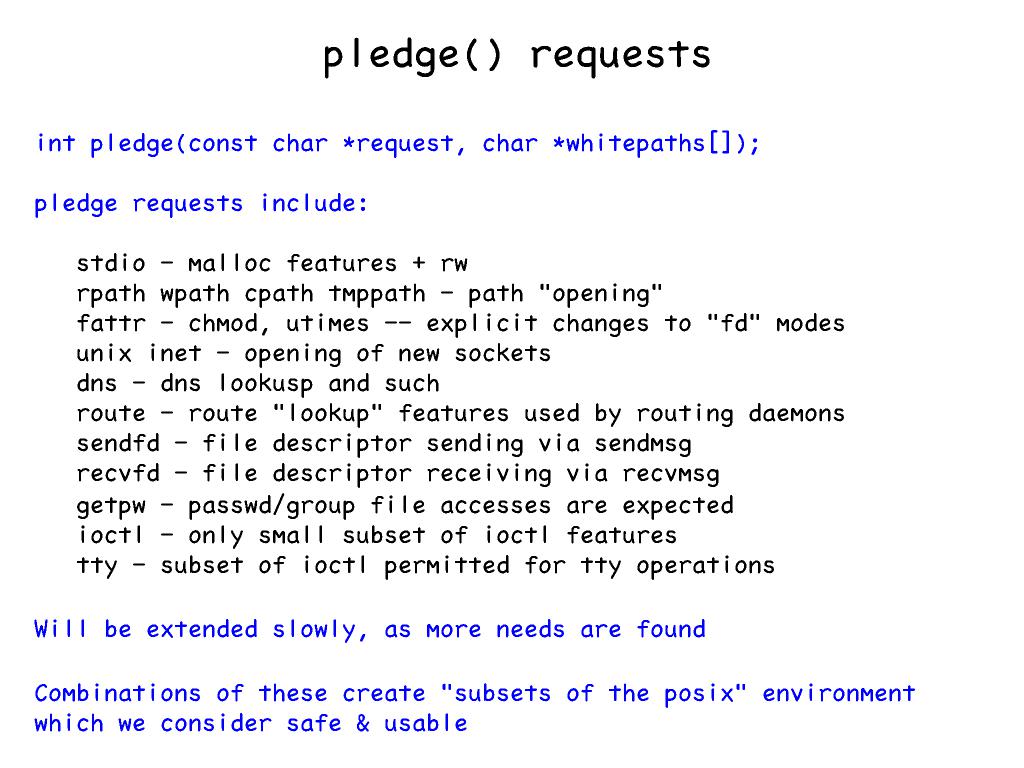 pledge() requests
int pledge(const char *request, char *whitepaths[]);
pledge requests include:
stdio - malloc features + rw
rpath wpath cpath tmppath - path "opening"
fattr - chmod, utimes -- explicit changes to "fd" modes
unix inet - opening of new sockets
dns - dns lookusp and such
route - route "lookup" features used by routing daemons
sendfd - file descriptor sending via sendmsg
recvfd - file descriptor receiving via recvmsg
getpw - passwd/group file accesses are expected
ioctl - only small subset of ioctl features
tty - subset of ioctl permitted for tty operations
Will be extended slowly, as more needs are found
Combinations of these create "subsets of the posix" environment
which we consider safe & usable